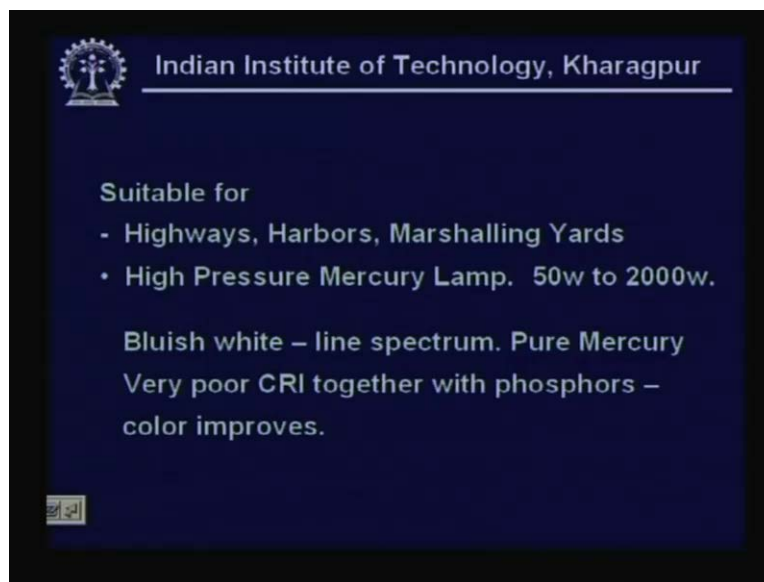 Indian Institute of Technology, Kharagpur
Suitable for
- Highways, Harbors, Marshalling Yards
• High Pressure Mercury Lamp. 50w to 2000w.
Bluish white – line spectrum. Pure Mercury
Very poor CRI together with phosphors –
color improves.